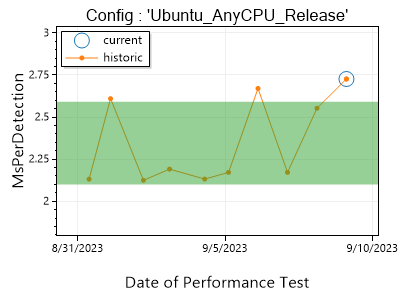 Config : 'Ubuntu_AnyCPU_Release'
current
historic
3
2.75
2.5
2.25
2
MsPerDetection
8/31/2023 9/5/2023 9/10/2023
Date of Performance Test